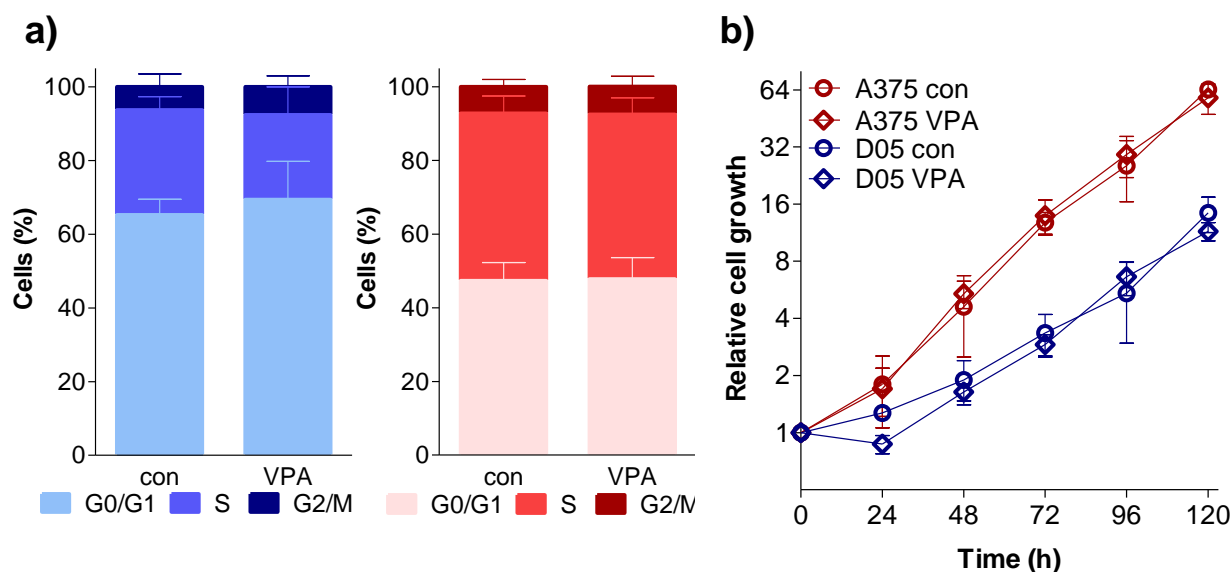 a)
Cells (%)
100
80
60
40
20
0
con VPA
G0/G1 S G2/M
Cells (%)
100
80
60
40
20
0
con VPA
G0/G1 S G2/M
b)
A375 con
A375 VPA
D05 con
D05 VPA
Relative cell growth
64
32
16
8
4
2
1
0 24 48 72 96 120
Time (h)